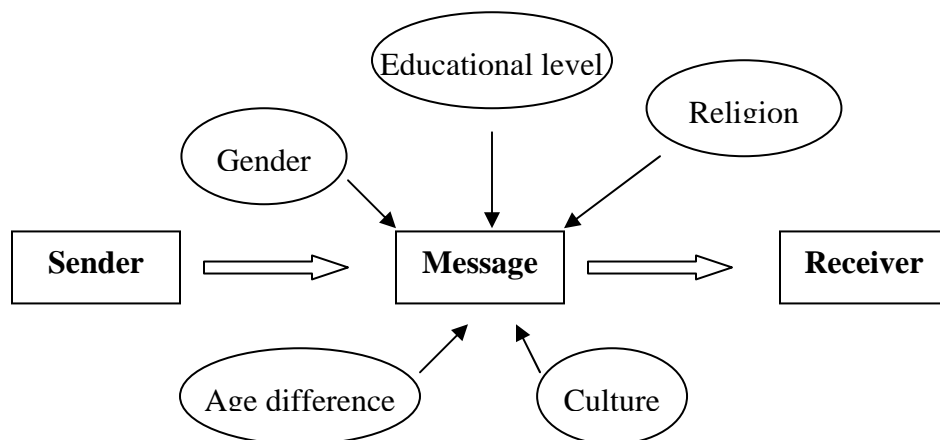 Educational level
Religion
Gender
Sender
Message
Receiver
Age difference
Culture